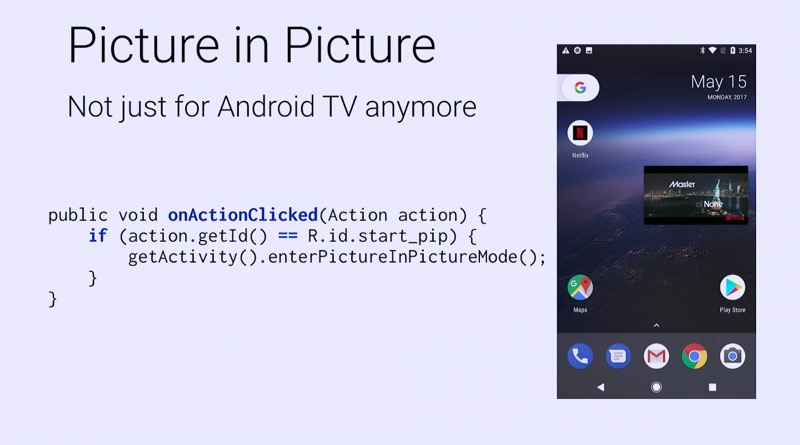 Picture in Picture
Not just for Android TV anymore
public void onActionClicked(Action action) {
    if (action.getId() == R.id.start_pip) {
        getActivity().enterPictureInPictureMode();
    }
}
3:54
G
May 15
MONDAY, 2017
N
Netflix
Master
of None
NETFLIX
Maps
Play Store